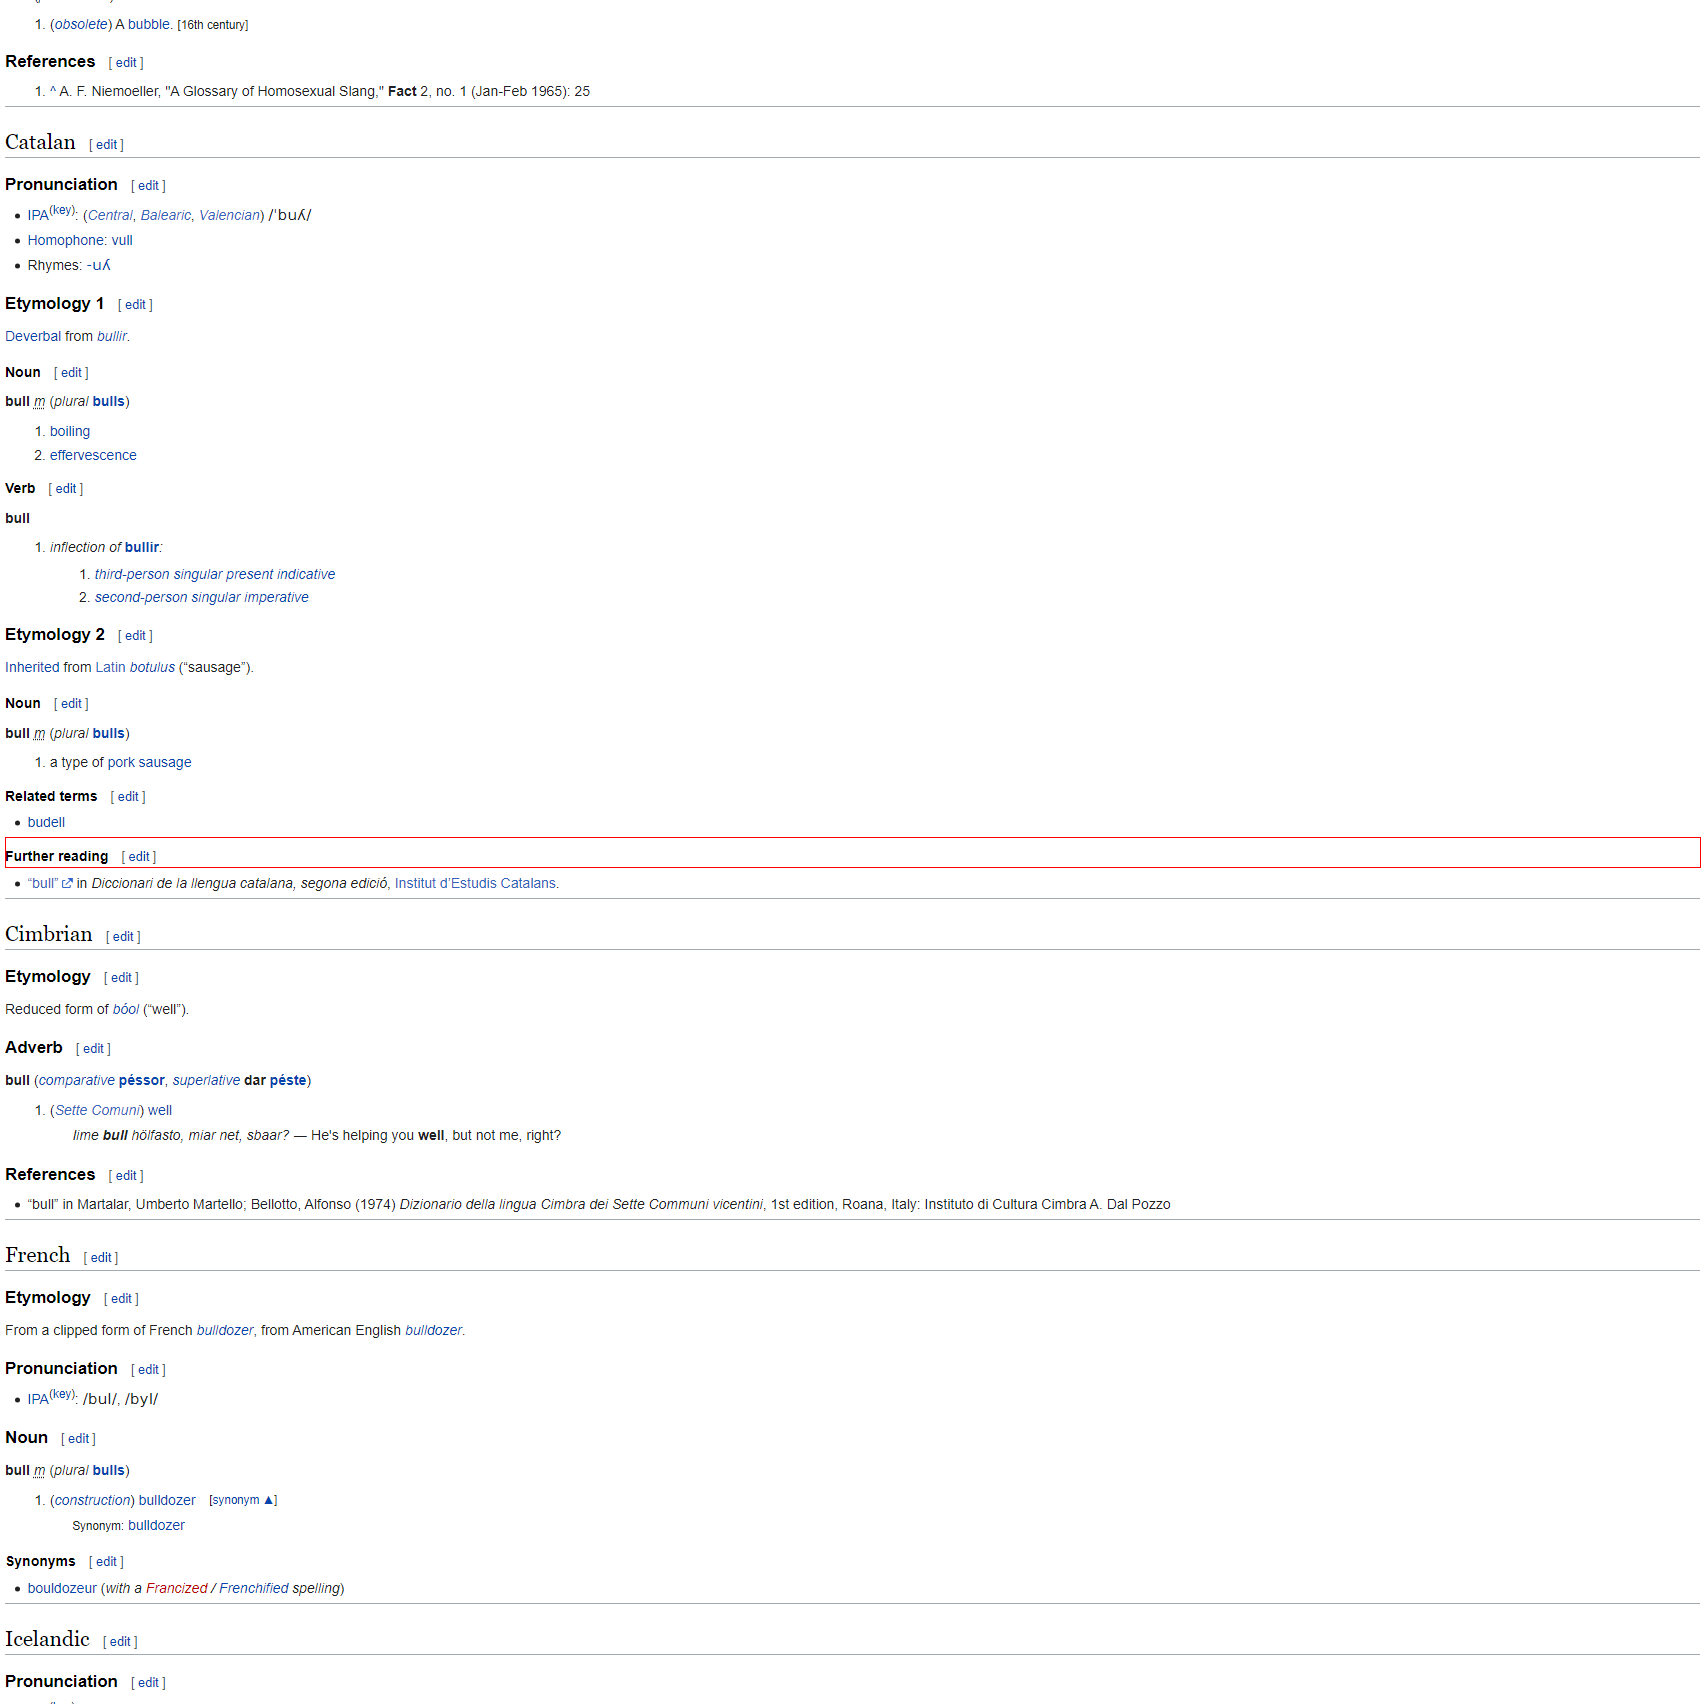 1. (obsolete) A bubble. [16th century]
References [ edit ]
1. ^ A. F. Niemoeller, "A Glossary of Homosexual Slang," Fact 2, no. 1 (Jan-Feb 1965): 25
Catalan [ edit ]
Pronunciation [ edit ]
• IPA(key): (Central, Balearic, Valencian) /ˈbuʎ/
• Homophone: vull
• Rhymes: -uʎ
Etymology 1 [ edit ]
Deverbal from bullir.
Noun [ edit ]
bull m (plural bulls)
1. boiling
2. effervescence
Verb [ edit ]
bull
1. inflection of bullir:
1. third-person singular present indicative
2. second-person singular imperative
Etymology 2 [ edit ]
Inherited from Latin botulus (“sausage”).
Noun [ edit ]
bull m (plural bulls)
1. a type of pork sausage
Related terms [ edit ]
• budell
Further reading [ edit ]
• “bull” in Diccionari de la llengua catalana, segona edició, Institut d’Estudis Catalans.
Cimbrian [ edit ]
Etymology [ edit ]
Reduced form of bóol (“well”).
Adverb [ edit ]
bull (comparative péssor, superlative dar péste)
1. (Sette Comuni) well
lime bull hölfasto, miar net, sbaar? — He's helping you well, but not me, right?
References [ edit ]
• “bull” in Martalar, Umberto Martello; Bellotto, Alfonso (1974) Dizionario della lingua Cimbra dei Sette Communi vicentini, 1st edition, Roana, Italy: Instituto di Cultura Cimbra A. Dal Pozzo
French [ edit ]
Etymology [ edit ]
From a clipped form of French bulldozer, from American English bulldozer.
Pronunciation [ edit ]
• IPA(key): /bul/, /byl/
Noun [ edit ]
bull m (plural bulls)
1. (construction) bulldozer [synonym ▲]
Synonym: bulldozer
Synonyms [ edit ]
• bouldozeur (with a Francized / Frenchified spelling)
Icelandic [ edit ]
Pronunciation [ edit ]